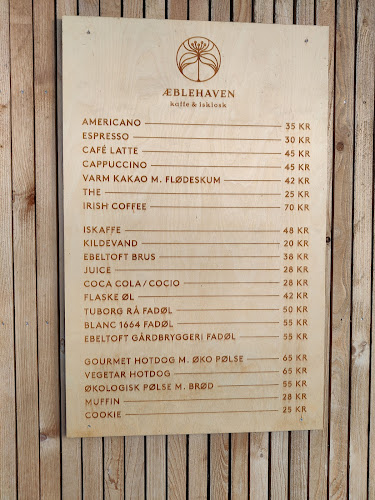 ÆBLEHAVEN
kaffe & iskiosk
AMERICANO 35 KR
ESPRESSO 30 KR
CAFÉ LATTE 45 KR
CAPPUCCINO 45 KR
VARM KAKAO M. FLØDESKUM 42 KR
THE 25 KR
IRISH COFFEE 70 KR
ISKAFFE 48 KR
KILDEVAND 20 KR
EBELTOFT BRUS 38 KR
JUICE 28 KR
COCA COLA / COCIO 28 KR
FLASKE ØL 42 KR
TUBORG RÅ FADØL 50 KR
BLANC 1664 FADØL 55 KR
EBELTOFT GÅRDBRYGGERI FADØL 55 KR
GOURMET HOTDOG M. ØKO PØLSE 65 KR
VEGETAR HOTDOG 65 KR
ØKOLOGISK PØLSE M. BRØD 55 KR
MUFFIN 28 KR
COOKIE 25 KR